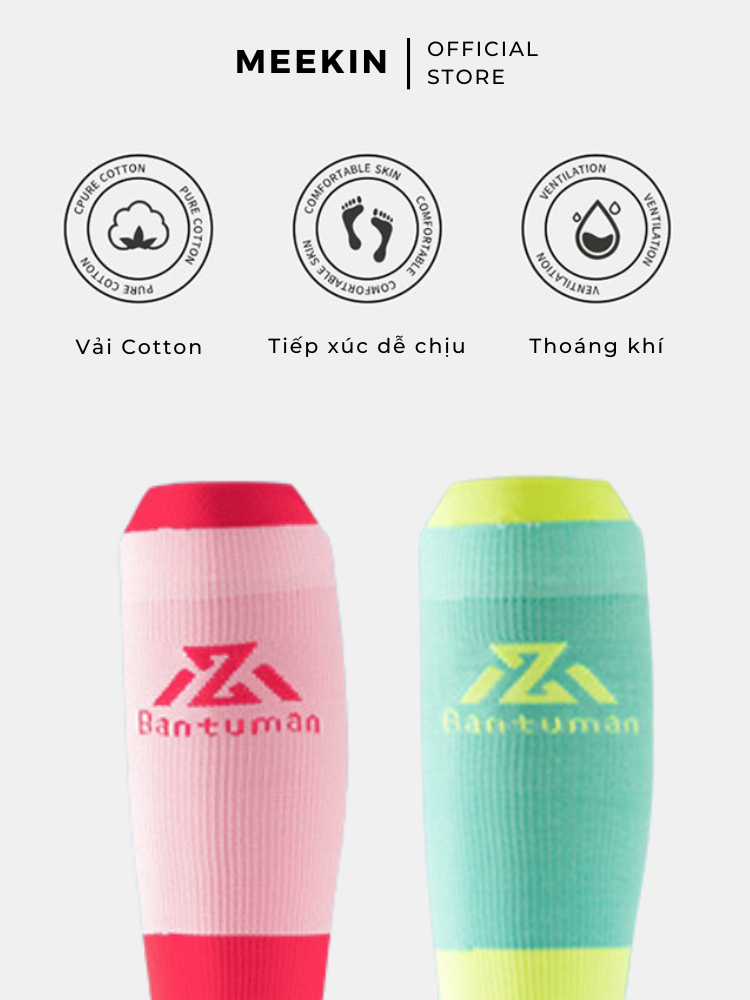 MEEKIN
OFFICIAL
STORE
CPURE COTTON
PURE COTTON
PURE COTTON
COMFORTABLE SKIN
COMFORTABLE
COMFORTABLE SKIN
VENTILATION
VENTILATION
VENTILATION
Vải Cotton
Tiếp xúc dễ chịu
Thoáng khí
Bantuman
Bantuman